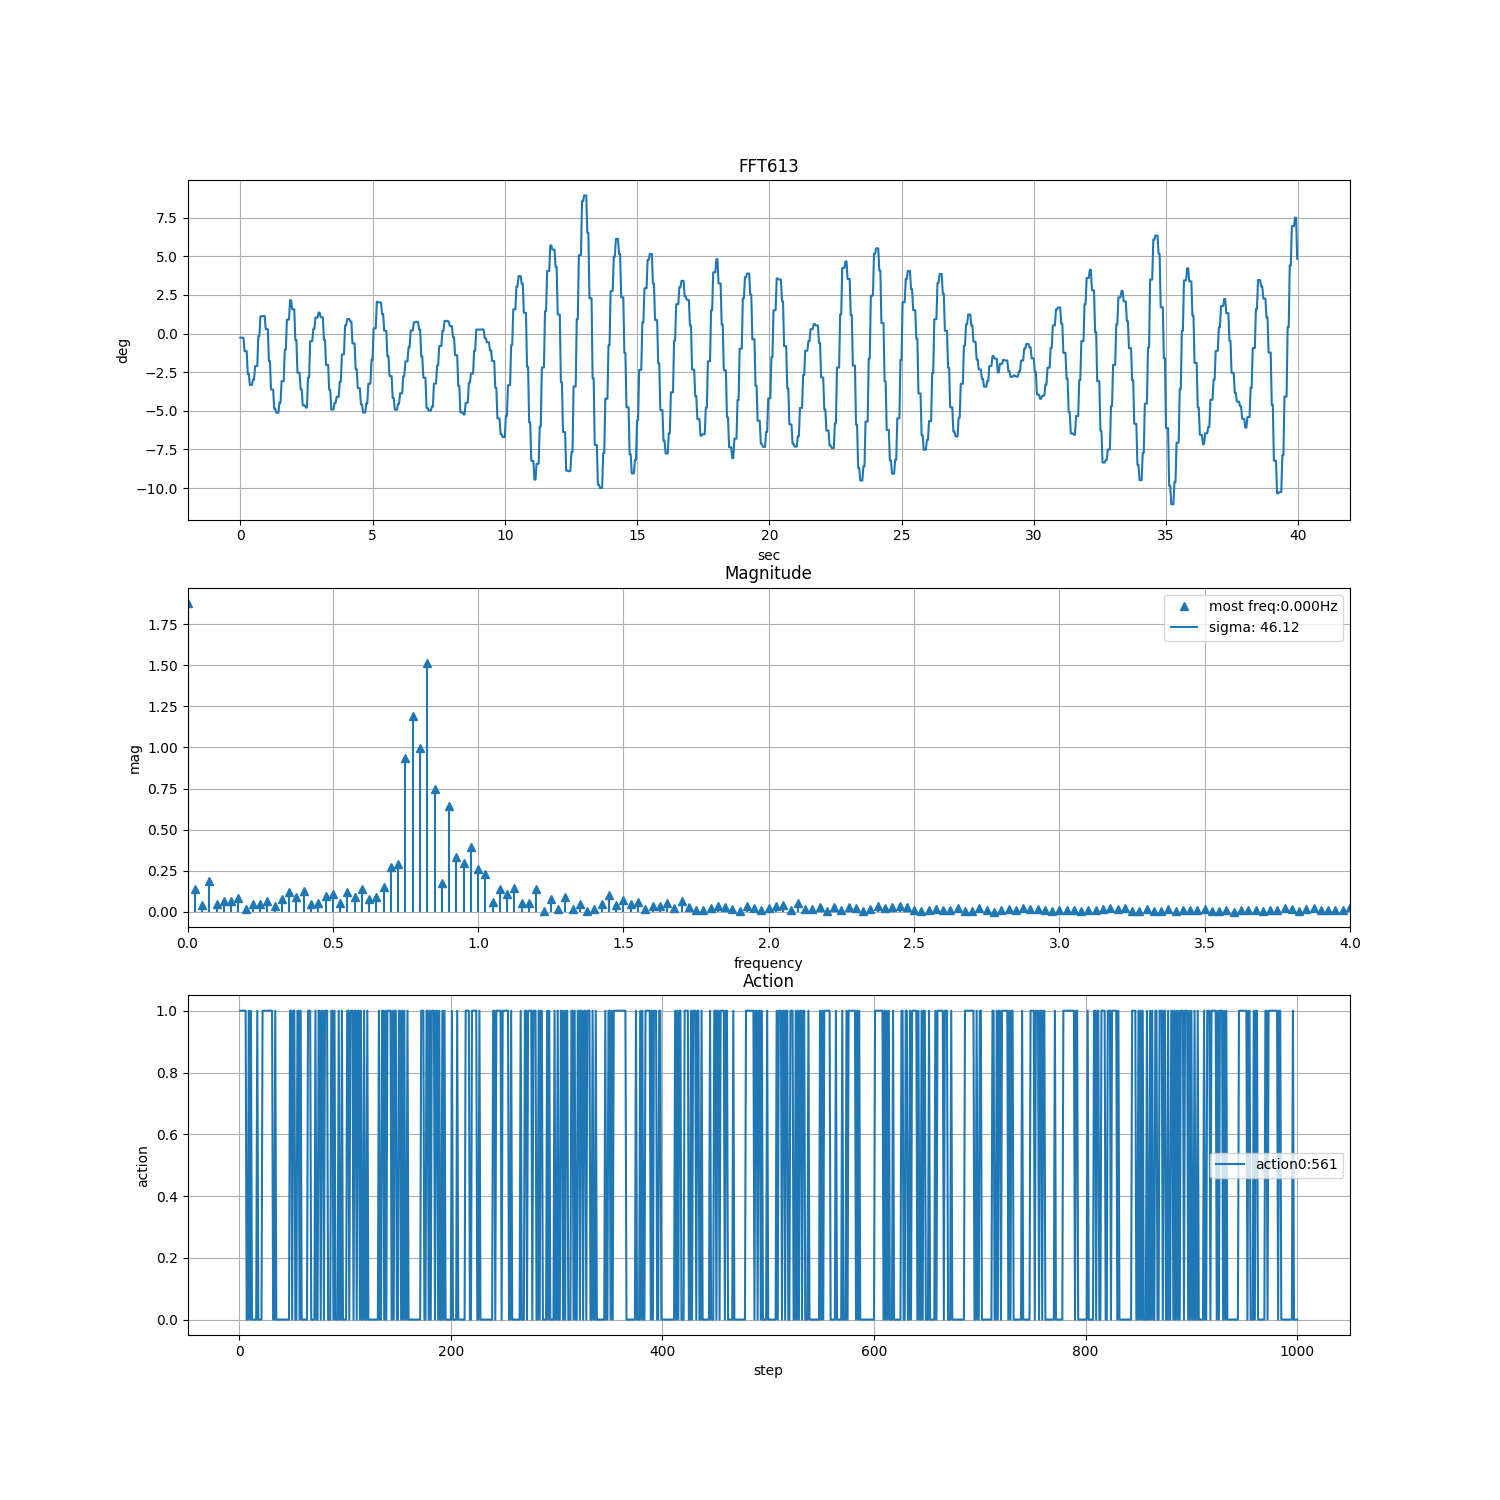 FFT613
7.5
5.0
2.5
0.0
−2.5
−5.0
−7.5
−10.0
deg
0 5 10 15 20 25 30 35 40
sec
Magnitude
most freq:0.000Hz
sigma: 46.12
1.75
1.50
1.25
1.00
0.75
0.50
0.25
0.00
mag
0.0 0.5 1.0 1.5 2.0 2.5 3.0 3.5 4.0
frequency
Action
1.0
0.8
0.6
0.4
0.2
0.0
action
action0:561
0 200 400 600 800 1000
step